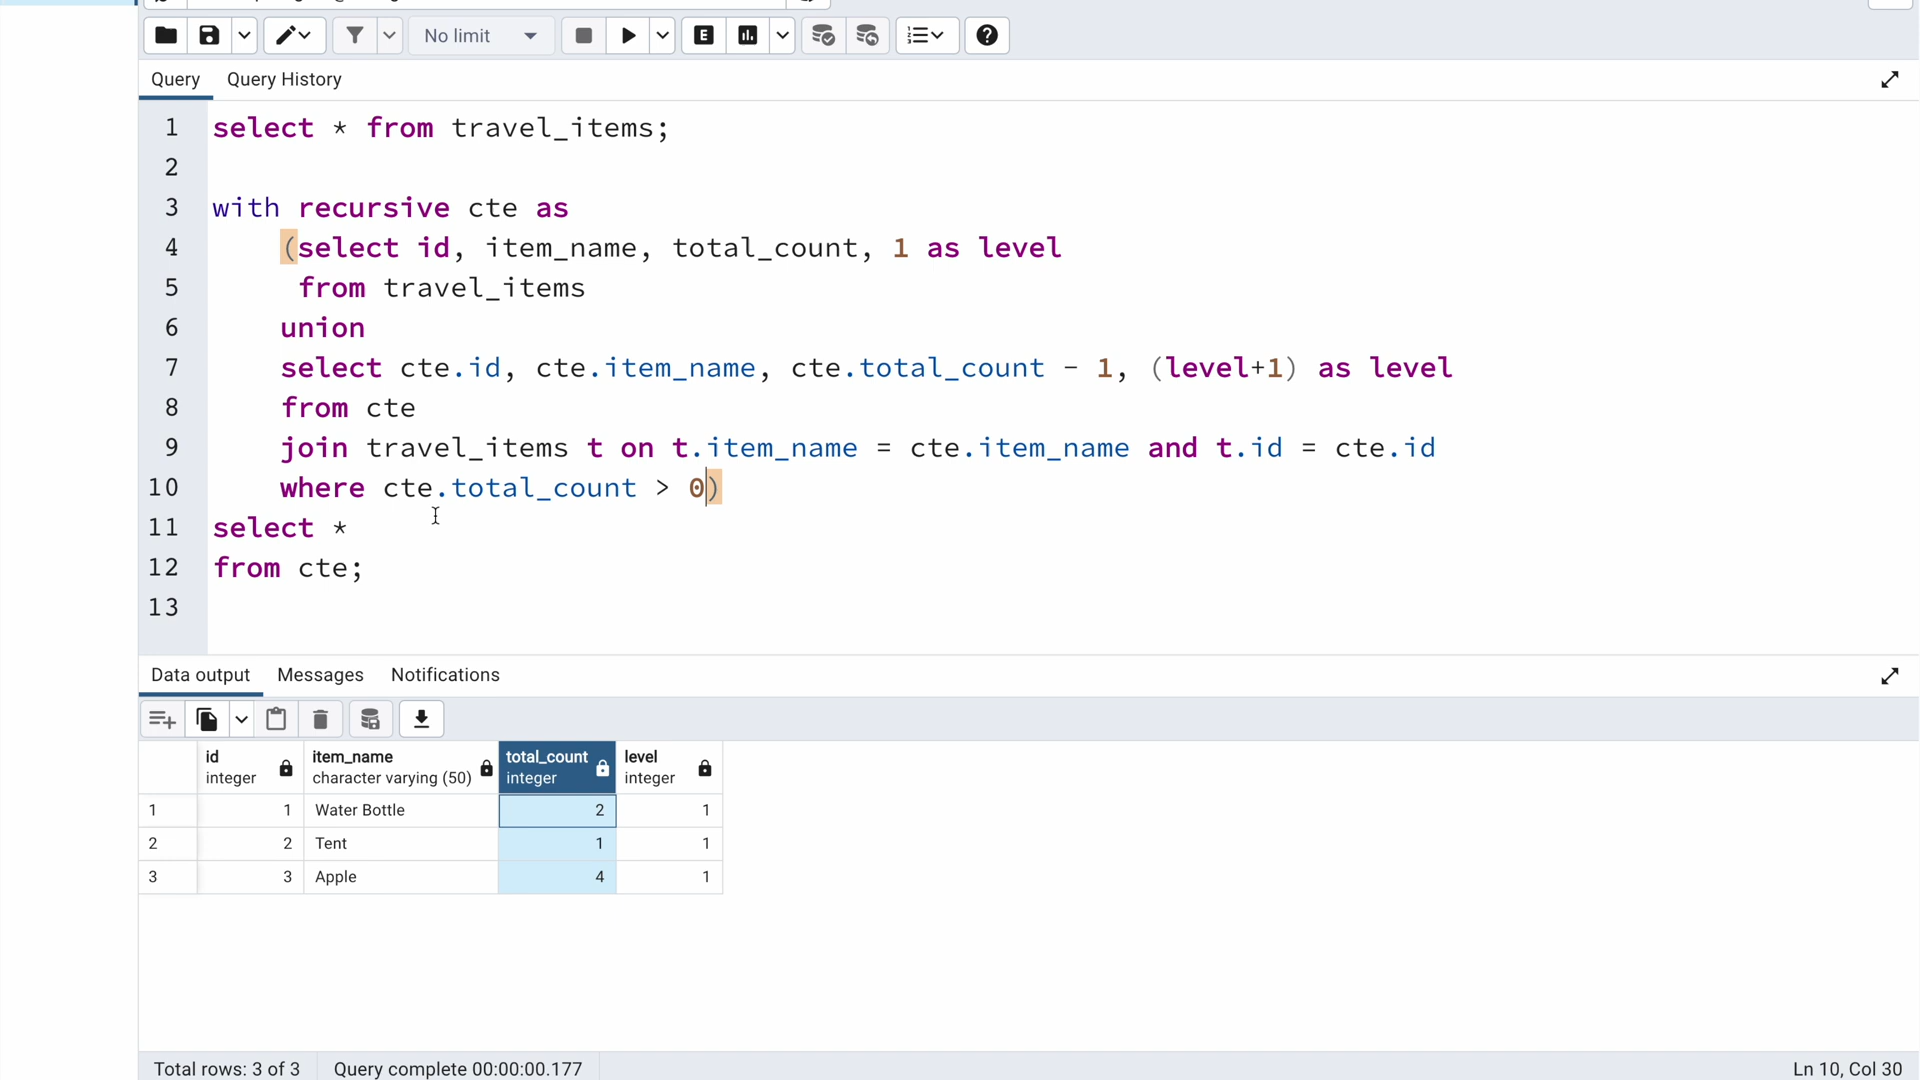 No limit
E
Query Query History
1 select * from travel_items;
2
3 with recursive cte as
4 (select id, item_name, total_count, 1 as level
5 from travel_items
6 union
7 select cte.id, cte.item_name, cte.total_count - 1, (level+1) as level
8 from cte
9 join travel_items t on t.item_name = cte.item_name and t.id = cte.id
10 where cte.total_count > 0)
11 select *
12 from cte;
13
Data output Messages Notifications
id item_name total_count level
integer character varying (50) integer integer
1 1 Water Bottle 2 1
2 2 Tent 1 1
3 3 Apple 4 1
Total rows: 3 of 3 Query complete 00:00:00.177 Ln 10, Col 30